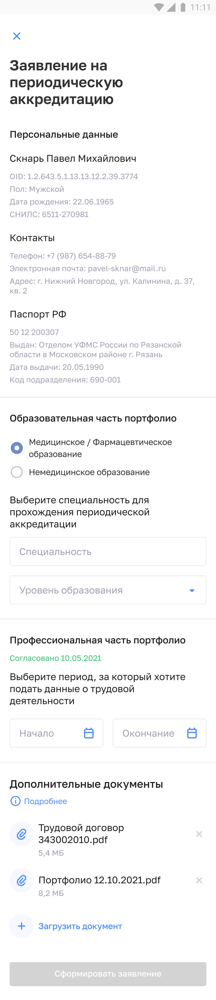 11:11
Заявление на
периодическую
аккредитацию
Персональные данные
Скнарь Павел Михайлович
OID: 1.2.643.5.1.13.13.12.2.39.3774
Пол: Мужской
Дата рождения: 22.06.1965
СНИЛС: 6511-270981
Контакты
Телефон: +7 (987) 654-88-79
Электронная почта: pavel-sknar@mail.ru
Адрес: г. Нижний Новгород, ул. Калинина, д. 37,
кв. 2
Паспорт РФ
50 12 200307
Выдан: Отделом УФМС России по Рязанской
области в Московском районе г. Рязань
Дата выдачи: 20.05.1990
Код подразделения: 690-001
Образовательная часть портфолио
Медицинское / Фармацевтическое
образование
Немедицинское образование
Выберите специальность для
прохождения периодической
аккредитации
Специальность
Уровень образования
Профессиональная часть портфолио
Согласовано 10.05.2021
Выберите период, за который хотите
подать данные о трудовой
деятельности
Начало
Окончание
Дополнительные документы
Подробнее
Трудовой договор
343002010.pdf
5,4 МБ
Портфолио 12.10.2021.pdf
8,2 МБ
Загрузить документ
Сформировать заявление